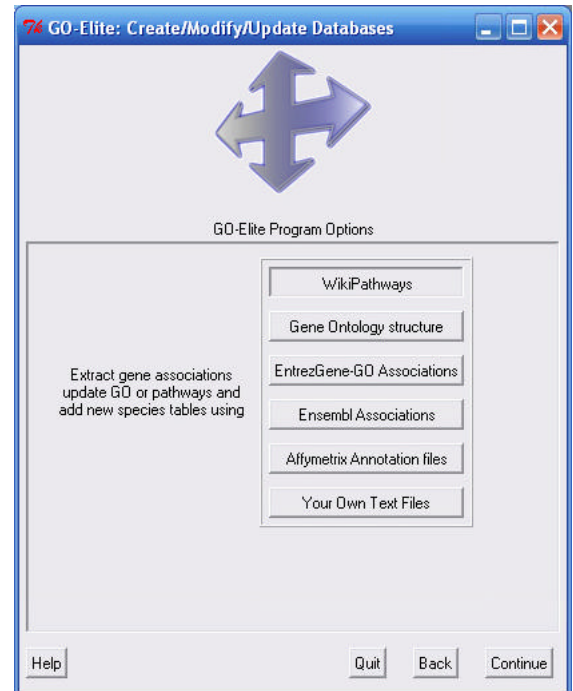 GO-Elite: Create/Modify/Update Databases
GO-Elite Program Options
Extract gene associations
update GO or pathways and
add new species tables using
WikiPathways
Gene Ontology structure
EntrezGene-GO Associations
Ensembl Associations
Affymetrix Annotation files
Your Own Text Files
Help
Quit
Back
Continue